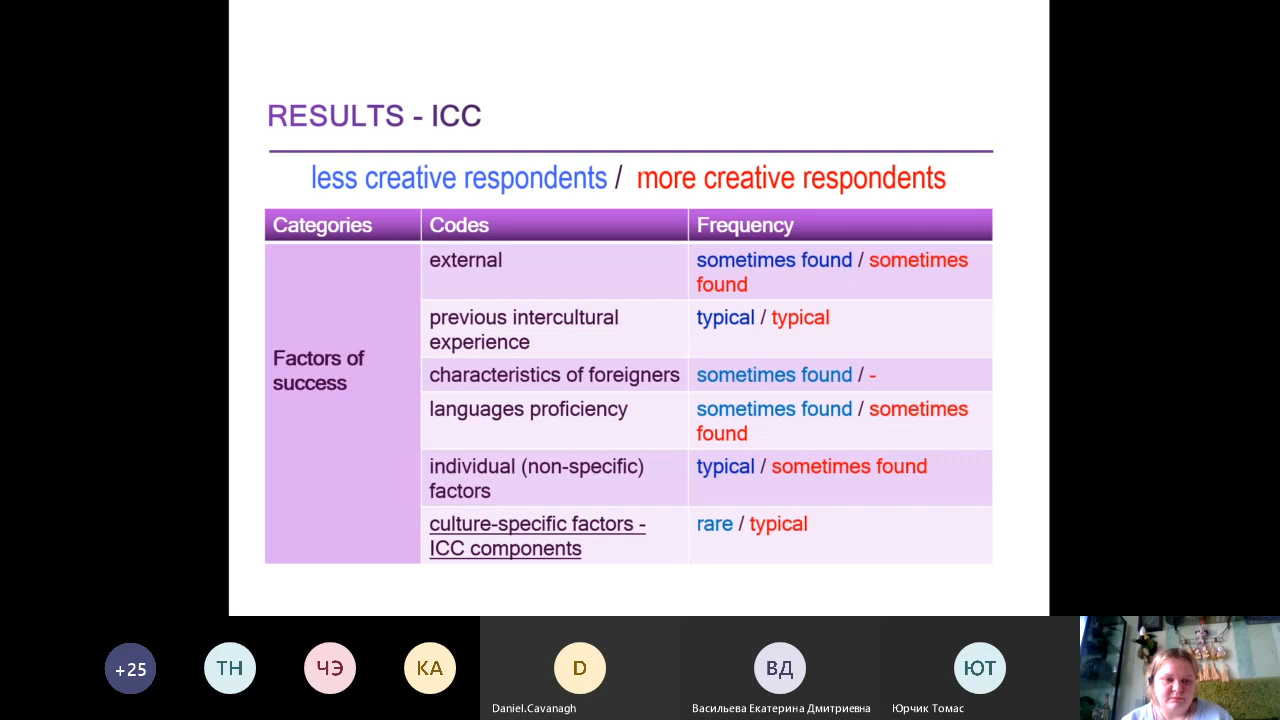 RESULTS - ICC
less creative respondents / more creative respondents
Categories
Codes
Frequency
Factors of
success
external
sometimes found / sometimes
found
previous intercultural
experience
typical / typical
characteristics of foreigners
sometimes found / -
languages proficiency
sometimes found / sometimes
found
individual (non-specific)
factors
typical / sometimes found
culture-specific factors -
ICC components
rare / typical
+25
ТН
ЧЭ
КА
D
ВД
ЮТ
Daniel.Cavanagh
Васильева Екатерина Дмитриевна
Юрчик Томас